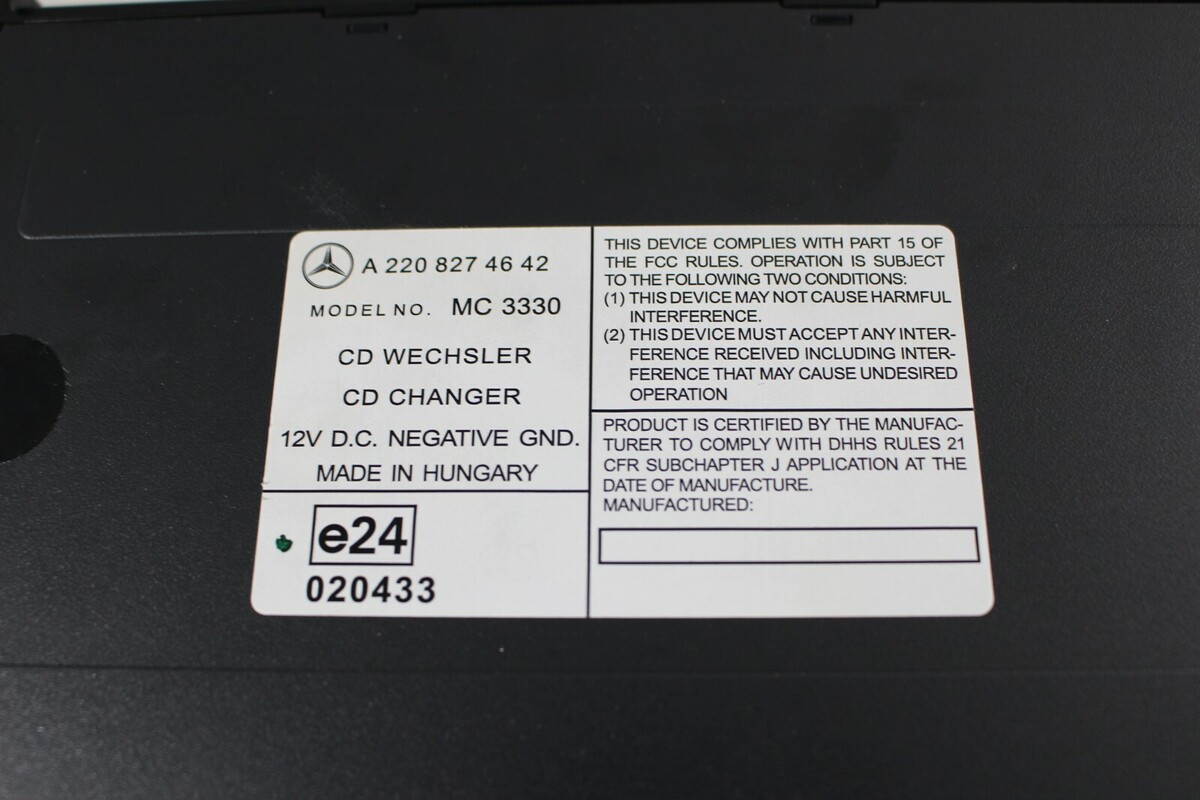 A 220 827 46 42
MODEL NO. MC 3330
CD WECHSLER
CD CHANGER
12V D.C. NEGATIVE GND.
MADE IN HUNGARY
e24
020433
THIS DEVICE COMPLIES WITH PART 15 OF
THE FCC RULES. OPERATION IS SUBJECT
TO THE FOLLOWING TWO CONDITIONS:
(1) THIS DEVICE MAY NOT CAUSE HARMFUL
INTERFERENCE.
(2) THIS DEVICE MUST ACCEPT ANY INTER-
FERENCE RECEIVED INCLUDING INTER-
FERENCE THAT MAY CAUSE UNDESIRED
OPERATION
PRODUCT IS CERTIFIED BY THE MANUFAC-
TURER TO COMPLY WITH DHHS RULES 21
CFR SUBCHAPTER J APPLICATION AT THE
DATE OF MANUFACTURE.
MANUFACTURED: